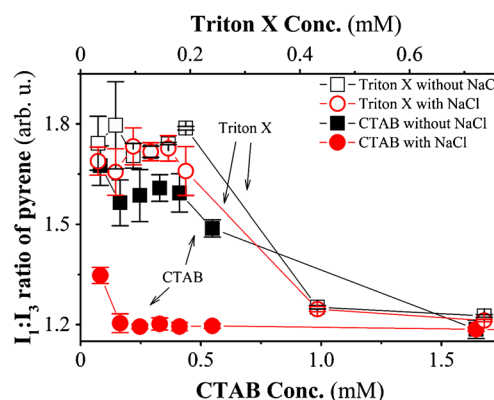 Triton X Conc. (mM)
0 0.2 0.4 0.6
Triton X without NaCl
Triton X with NaCl
CTAB without NaCl
CTAB with NaCl
1.8
Triton X
1.5
CTAB
1.2
I₁:I₃ ratio of pyrene (arb. u.)
0 0.5 1.0 1.5
CTAB Conc. (mM)